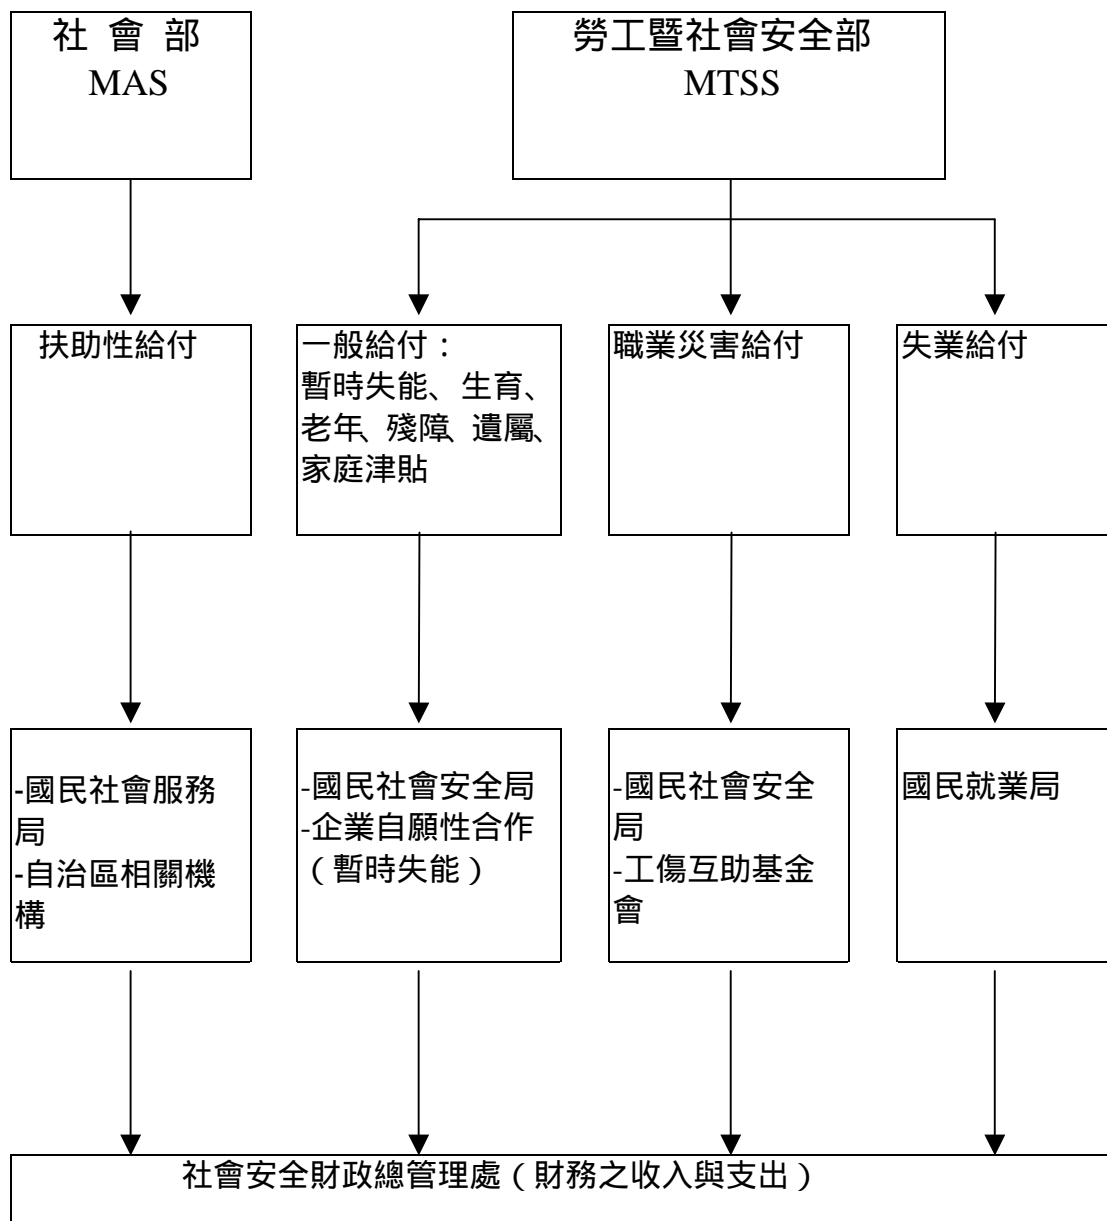 社 會 部
MAS
勞工暨社會安全部
MTSS
扶助性給付
一般給付：
暫時失能、生育、
老年、殘障、遺屬、
家庭津貼
職業災害給付
失業給付
-國民社會服務
局
-自治區相關機
構
-國民社會安全局
-企業自願性合作
（暫時失能）
-國民社會安全
局
-工傷互助基金
會
國民就業局
社會安全財政總管理處（財務之收入與支出）